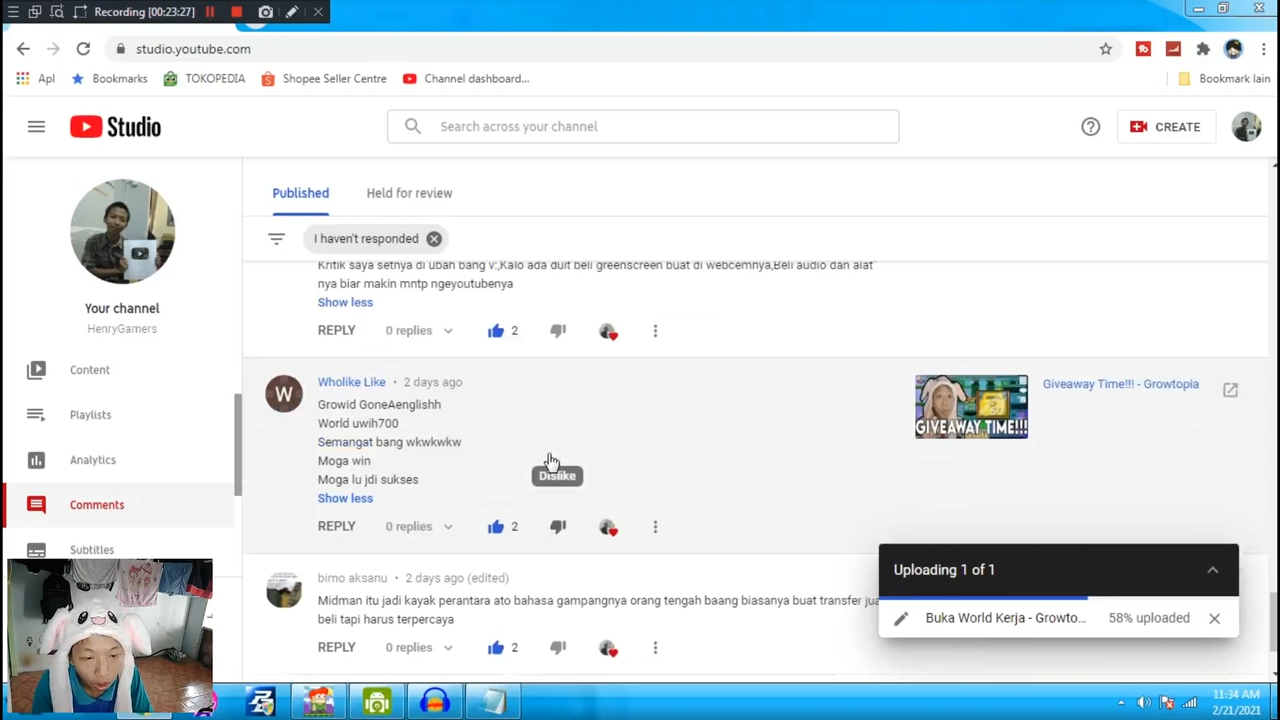 Recording [00:23:27]
studio.youtube.com
Apl
Bookmarks
TOKOPEDIA
Shopee Seller Centre
Channel dashboard...
Bookmark lain
Studio
Search across your channel
CREATE
Published
Held for review
I haven't responded
Your channel
HenryGamers
Content
Playlists
Analytics
Comments
Subtitles
Kritik saya setnya di ubah bang v:,Kalo ada duit beli greenscreen buat di webcemnya,Beli audio dan alat"
nya biar makin mntp ngeyoutubenya
Show less
REPLY 0 replies 2
W
Wholike Like • 2 days ago
Growid GoneAenglishh
World uwih700
Semangat bang wkwkwkw
Moga win
Moga lu jdi sukses
Show less
Dislike
REPLY 0 replies 2
GIVEAWAY TIME!!!
Giveaway Time!!! - Growtopia
bimo aksanu • 2 days ago (edited)
Midman itu jadi kayak perantara ato bahasa gampangnya orang tengah baang biasanya buat transfer jua
beli tapi harus terpercaya
REPLY 0 replies 2
Uploading 1 of 1
Buka World Kerja - Growto... 58% uploaded
11:34 AM
2/21/2021